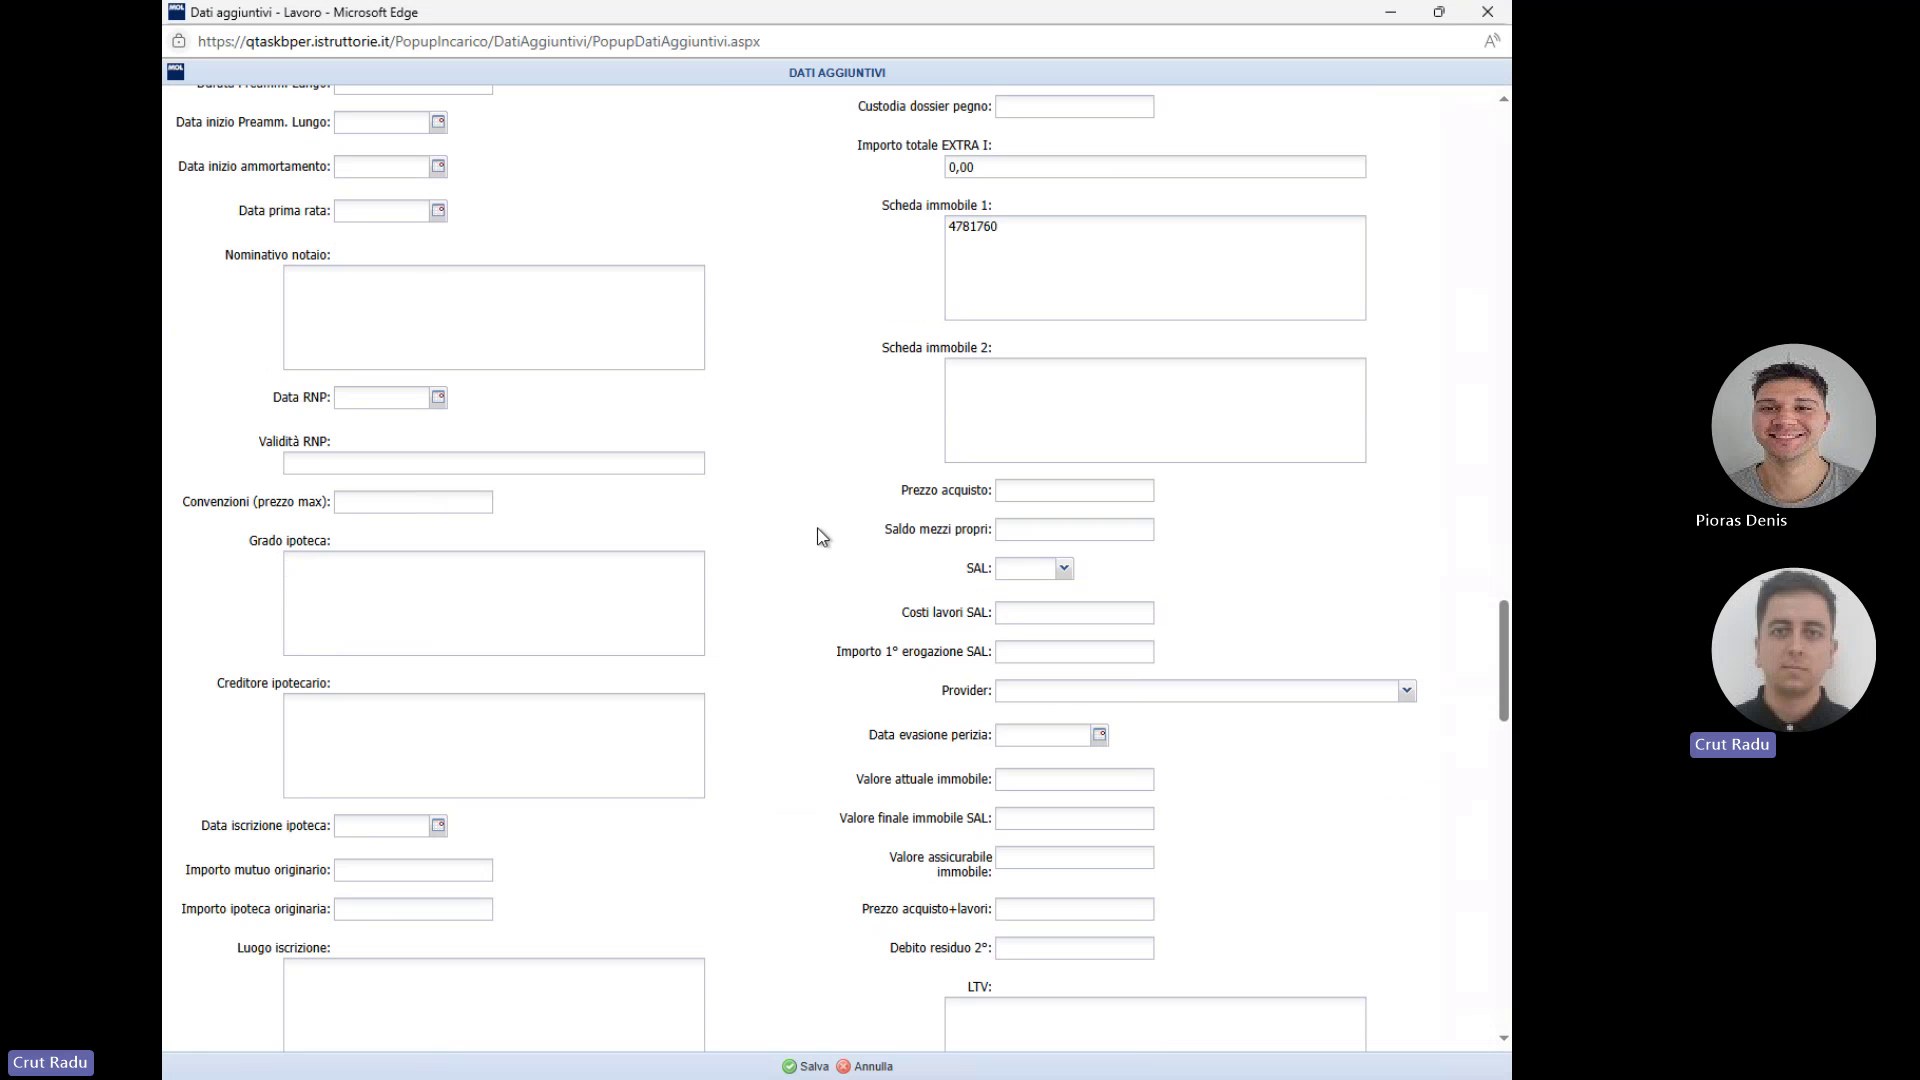 MOL Dati aggiuntivi - Lavoro - Microsoft Edge
https://qtaskbper.istruttorie.it/PopupIncarico/DatiAggiuntivi/PopupDatiAggiuntivi.aspx
MOL
DATI AGGIUNTIVI
Durata Preamm. Lungo:
Data inizio Preamm. Lungo:
Data inizio ammortamento:
Data prima rata:
Nominativo notaio:
Data RNP:
Validità RNP:
Convenzioni (prezzo max):
Grado ipoteca:
Creditore ipotecario:
Data iscrizione ipoteca:
Importo mutuo originario:
Importo ipoteca originaria:
Luogo iscrizione:
Custodia dossier pegno:
Importo totale EXTRA I:
0,00
Scheda immobile 1:
4781760
Scheda immobile 2:
Prezzo acquisto:
Saldo mezzi propri:
SAL:
Costi lavori SAL:
Importo 1° erogazione SAL:
Provider:
Data evasione perizia:
Valore attuale immobile:
Valore finale immobile SAL:
Valore assicurabile
immobile:
Prezzo acquisto+lavori:
Debito residuo 2°:
LTV:
Salva Annulla
Pioras Denis
Crut Radu
Crut Radu